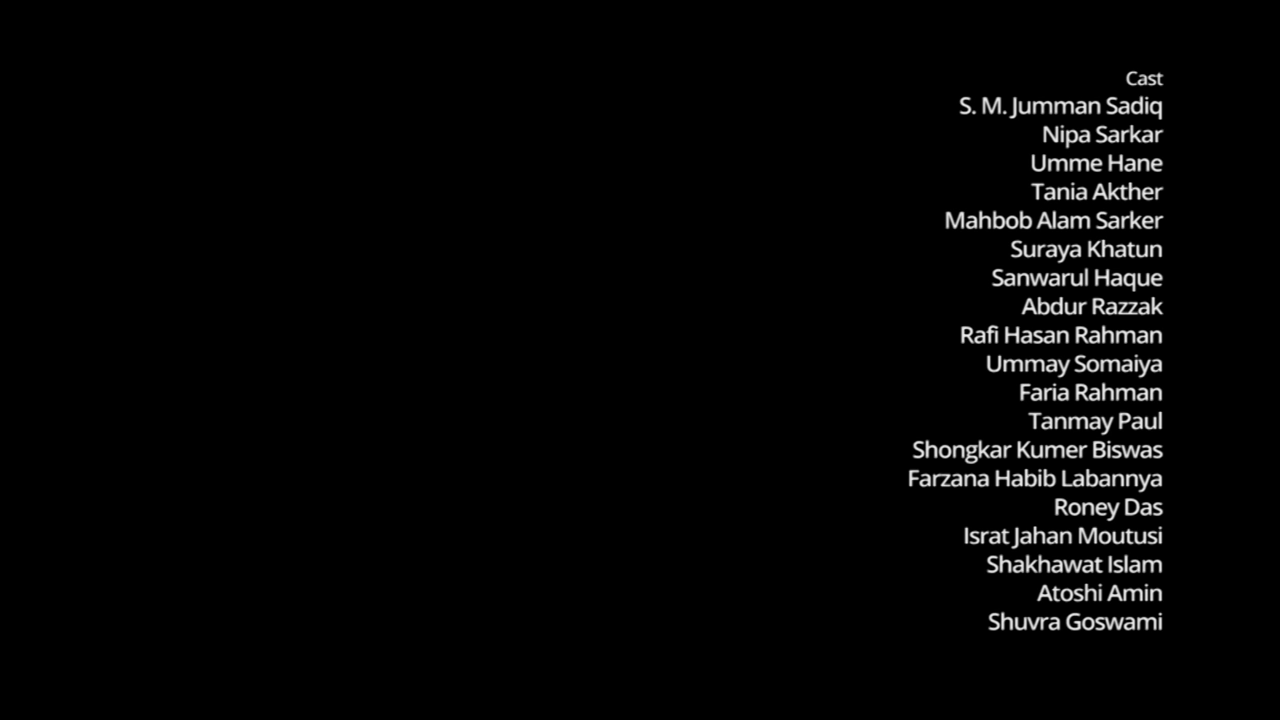 Cast
S. M. Jumman Sadiq
Nipa Sarkar
Umme Hane
Tania Akther
Mahbob Alam Sarker
Suraya Khatun
Sanwarul Haque
Abdur Razzak
Rafi Hasan Rahman
Ummay Somaiya
Faria Rahman
Tanmay Paul
Shongkar Kumer Biswas
Farzana Habib Labannya
Roney Das
Israt Jahan Moutusi
Shakhawat Islam
Atoshi Amin
Shuvra Goswami